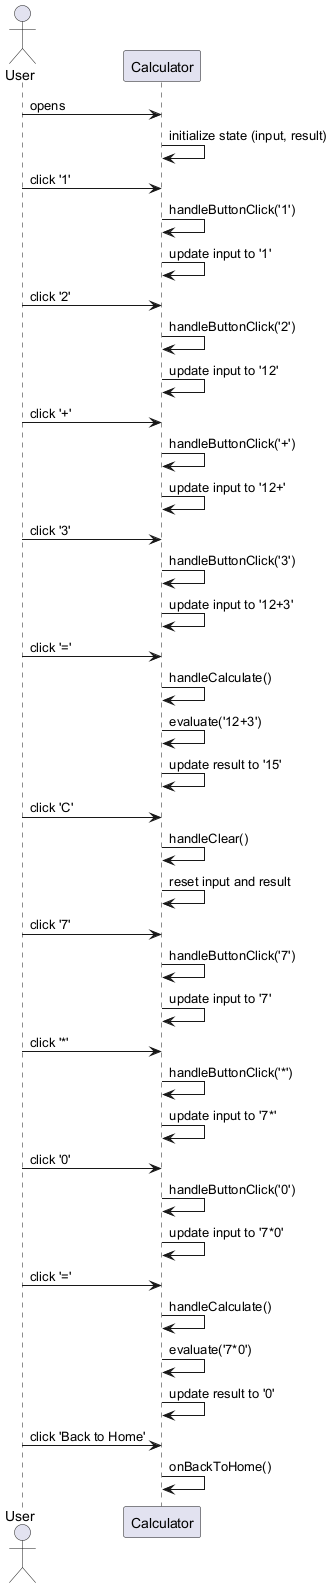 User
Calculator
opens
initialize state (input, result)
click '1'
handleButtonClick('1')
update input to '1'
click '2'
handleButtonClick('2')
update input to '12'
click '+'
handleButtonClick('+')
update input to '12+'
click '3'
handleButtonClick('3')
update input to '12+3'
click '='
handleCalculate()
evaluate('12+3')
update result to '15'
click 'C'
handleClear()
reset input and result
click '7'
handleButtonClick('7')
update input to '7'
click '*'
handleButtonClick('*')
update input to '7*'
click '0'
handleButtonClick('0')
update input to '7*0'
click '='
handleCalculate()
evaluate('7*0')
update result to '0'
click 'Back to Home'
onBackToHome()
User
Calculator